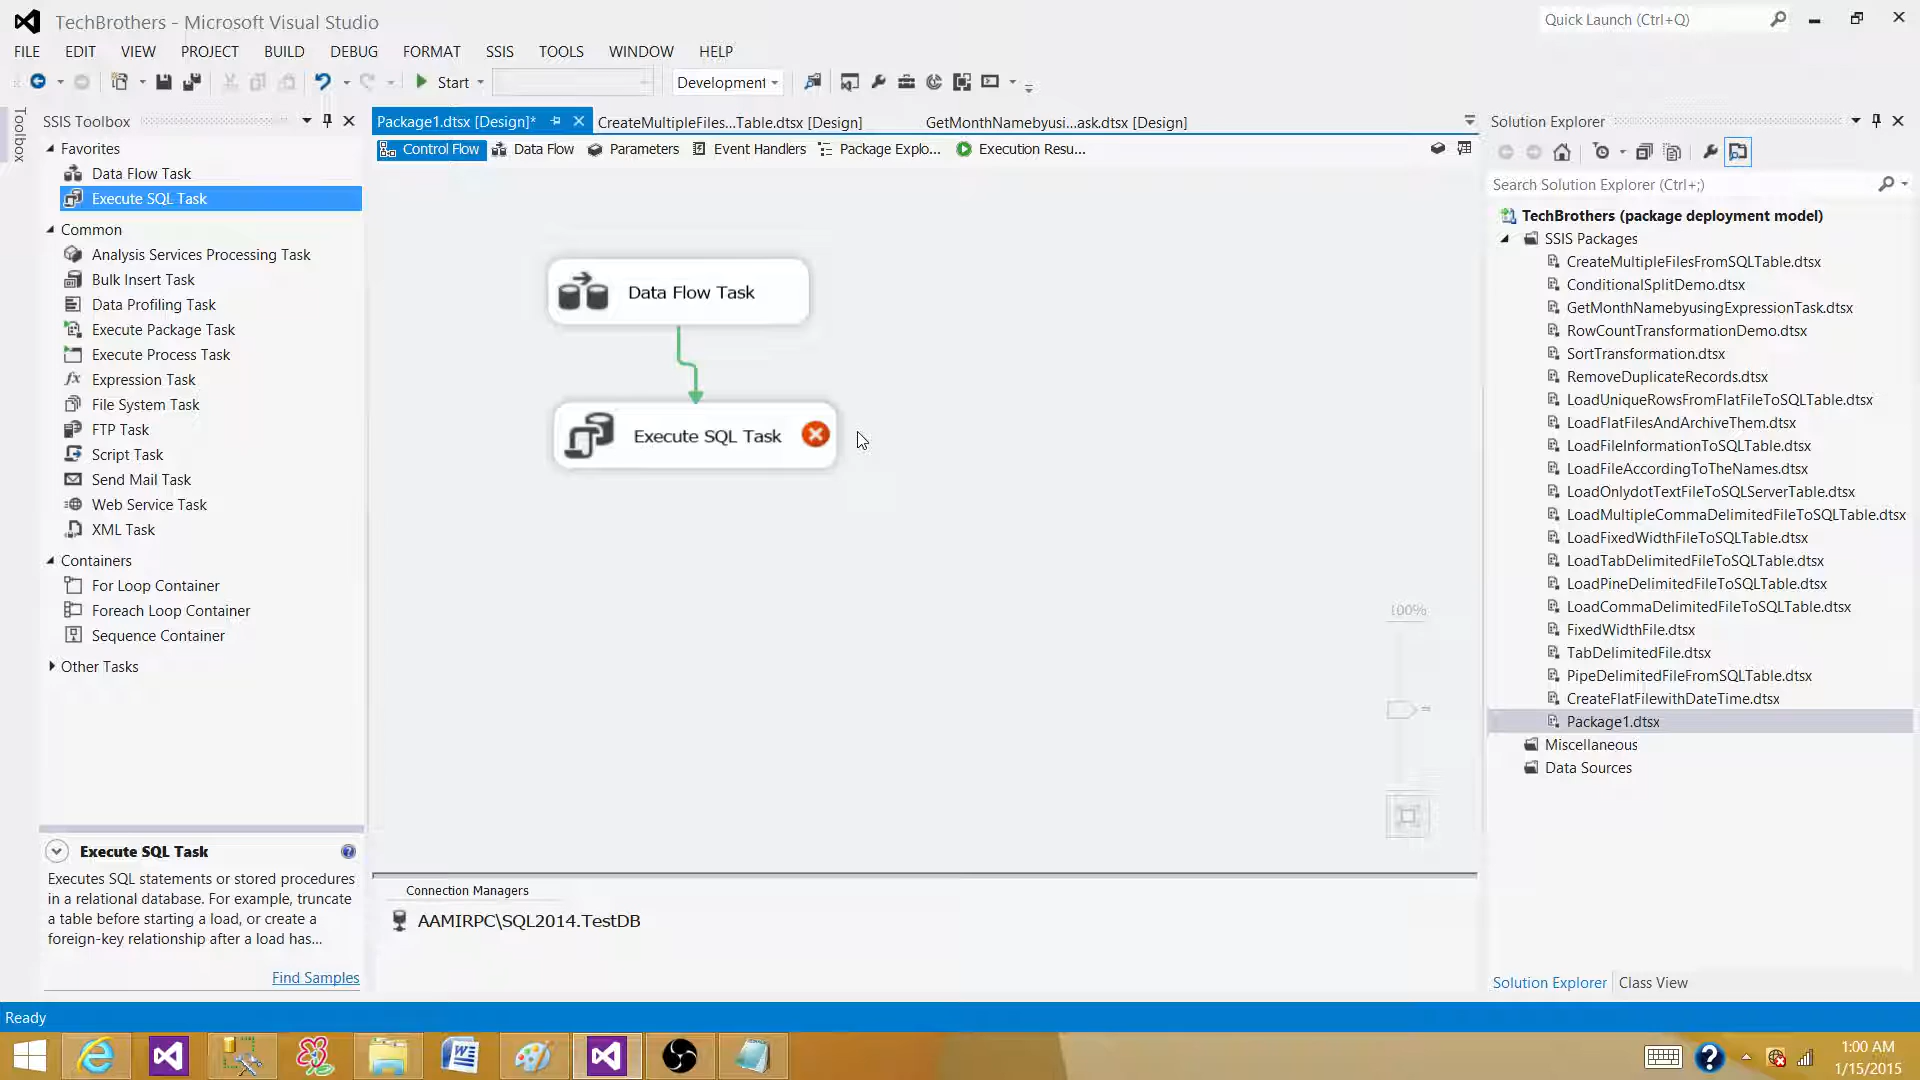 TechBrothers - Microsoft Visual Studio
Quick Launch (Ctrl+Q)
FILE EDIT VIEW PROJECT BUILD DEBUG FORMAT SSIS TOOLS WINDOW HELP
Start Development
Toolbox
SSIS Toolbox
Favorites
Data Flow Task
Execute SQL Task
Common
Analysis Services Processing Task
Bulk Insert Task
Data Profiling Task
Execute Package Task
Execute Process Task
Expression Task
File System Task
FTP Task
Script Task
Send Mail Task
Web Service Task
XML Task
Containers
For Loop Container
Foreach Loop Container
Sequence Container
Other Tasks
Execute SQL Task
Executes SQL statements or stored procedures
in a relational database. For example, truncate
a table before starting a load, or create a
foreign-key relationship after a load has...
Find Samples
Package1.dtsx [Design]* CreateMultipleFiles...Table.dtsx [Design] GetMonthNamebyusi...ask.dtsx [Design]
Control Flow Data Flow Parameters Event Handlers Package Explo... Execution Resu...
Data Flow Task
Execute SQL Task
100%
Connection Managers
AAMIRPC\SQL2014.TestDB
Solution Explorer
Search Solution Explorer (Ctrl+;)
TechBrothers (package deployment model)
SSIS Packages
CreateMultipleFilesFromSQLTable.dtsx
ConditionalSplitDemo.dtsx
GetMonthNamebyusingExpressionTask.dtsx
RowCountTransformationDemo.dtsx
SortTransformation.dtsx
RemoveDuplicateRecords.dtsx
LoadUniqueRowsFromFlatFileToSQLTable.dtsx
LoadFlatFilesAndArchiveThem.dtsx
LoadFileInformationToSQLTable.dtsx
LoadFileAccordingToTheNames.dtsx
LoadOnlydotTextFileToSQLServerTable.dtsx
LoadMultipleCommaDelimitedFileToSQLTable.dtsx
LoadFixedWidthFileToSQLTable.dtsx
LoadTabDelimitedFileToSQLTable.dtsx
LoadPineDelimitedFileToSQLTable.dtsx
LoadCommaDelimitedFileToSQLTable.dtsx
FixedWidthFile.dtsx
TabDelimitedFile.dtsx
PipeDelimitedFileFromSQLTable.dtsx
CreateFlatFilewithDateTime.dtsx
Package1.dtsx
Miscellaneous
Data Sources
Solution Explorer Class View
Ready
1:00 AM
1/15/2015